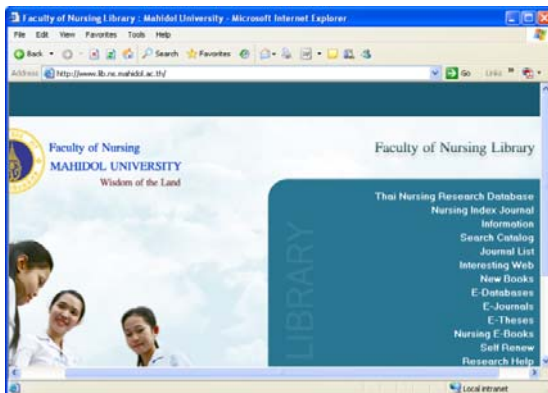 Faculty of Nursing Library : Mahidol University - Microsoft Internet Explorer
File Edit View Favorites Tools Help
Back Search Favorites
Address http://www.lib.ns.mahidol.ac.th/ Go Links »
Faculty of Nursing
MAHIDOL UNIVERSITY
Wisdom of the Land
Faculty of Nursing Library
LIBRARY
Thai Nursing Research Database
Nursing Index Journal
Information
Search Catalog
Journal List
Interesting Web
New Books
E-Databases
E-Journals
E-Theses
Nursing E-Books
Self Renew
Research Help
Local intranet